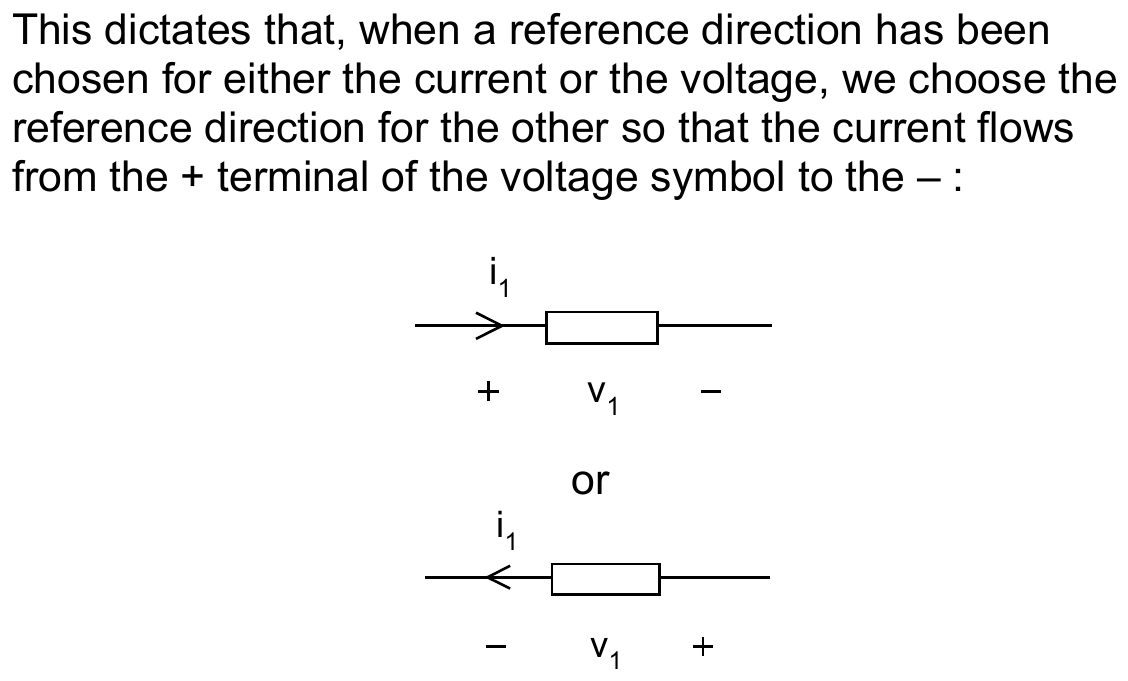 This dictates that, when a reference direction has been
chosen for either the current or the voltage, we choose the
reference direction for the other so that the current flows
from the + terminal of the voltage symbol to the – :
i₁
+ v₁ –
or
i₁
– v₁ +